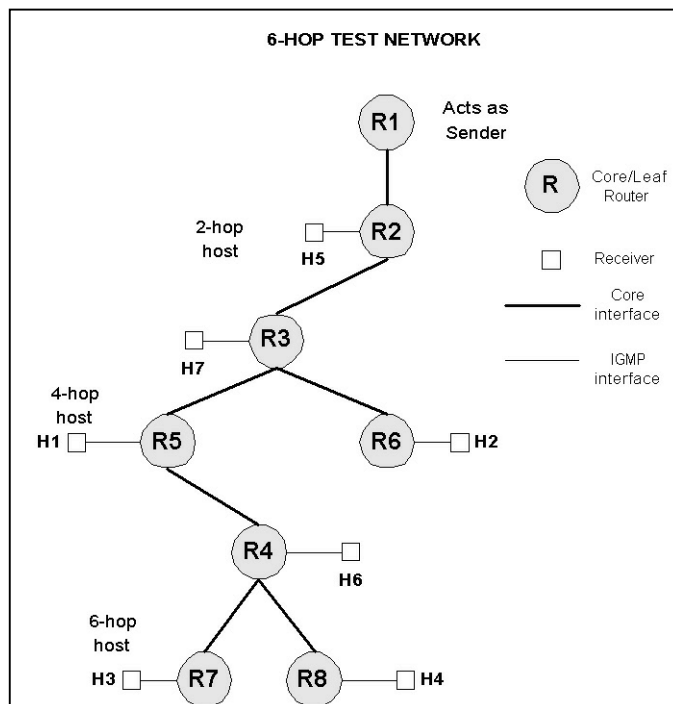 6-HOP TEST NETWORK
R1
Acts as
Sender
R
Core/Leaf
Router
2-hop
host
R2
H5
Receiver
Core
interface
R3
H7
IGMP
interface
4-hop
host
H1
R5
R6
H2
R4
H6
6-hop
host
H3
R7
R8
H4